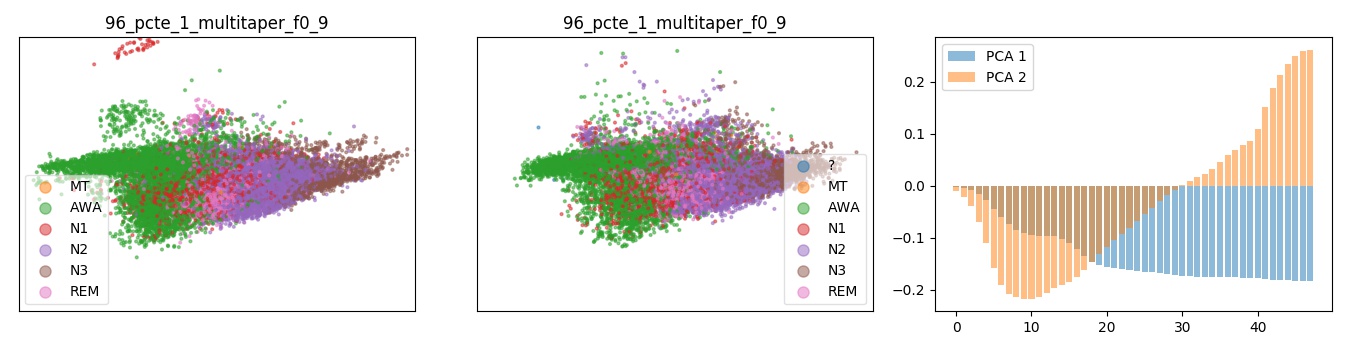 96_pcte_1_multitaper_f0_9
MT
AWA
N1
N2
N3
REM
96_pcte_1_multitaper_f0_9
?
MT
AWA
N1
N2
N3
REM
PCA 1
PCA 2
0.2
0.1
0.0
−0.1
−0.2
0 10 20 30 40